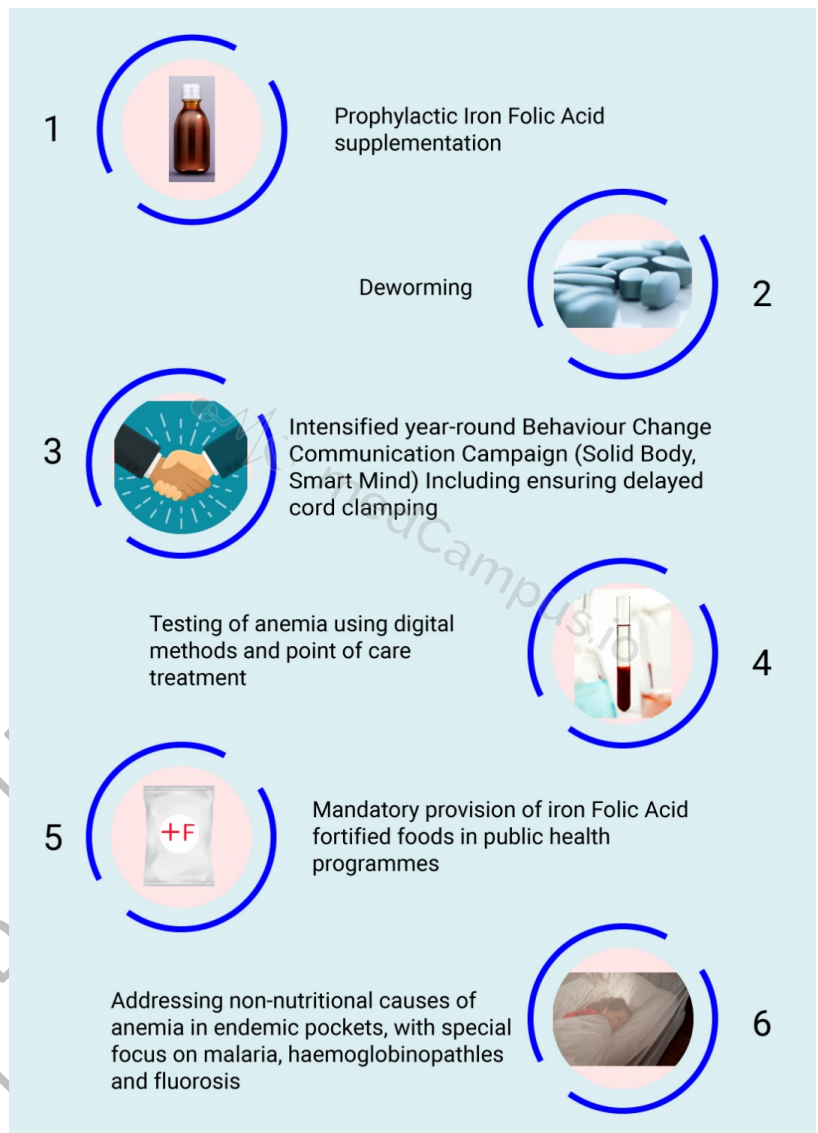 1
Prophylactic Iron Folic Acid
supplementation
Deworming
2
3
Intensified year-round Behaviour Change
Communication Campaign (Solid Body,
Smart Mind) Including ensuring delayed
cord clamping
medCampus.io
Testing of anemia using digital
methods and point of care
treatment
4
5
+F
Mandatory provision of iron Folic Acid
fortified foods in public health
programmes
Addressing non-nutritional causes of
anemia in endemic pockets, with special
focus on malaria, haemoglobinopathles
and fluorosis
6